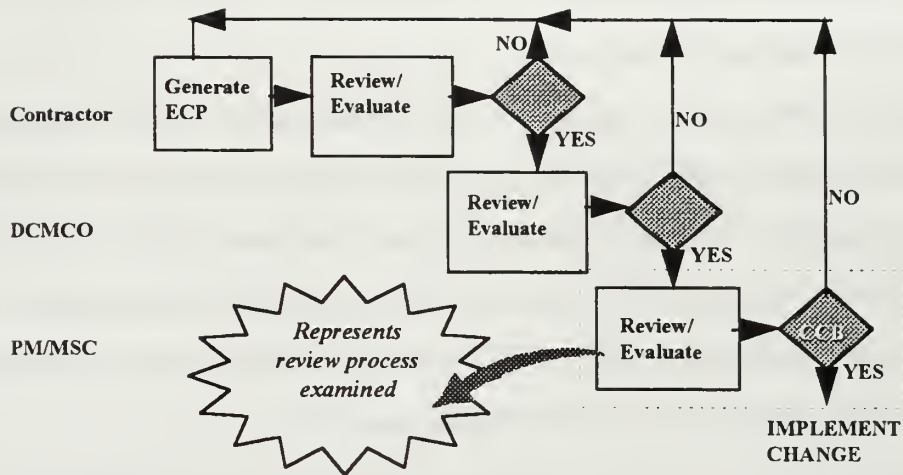 NO
Generate
ECP
Review/
Evaluate
Contractor
NO
YES
NO
Review/
Evaluate
DCMCO
YES
Represents
review process
examined
PM/MSC
Review/
Evaluate
CCB
YES
IMPLEMENT
CHANGE